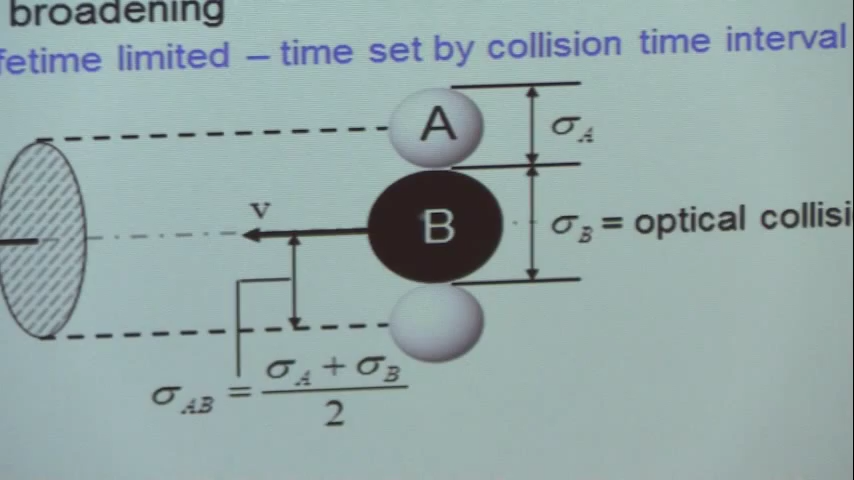 broadening
fetime limited – time set by collision time interval
A
σ_A
v
B
σ_B = optical collisi
σ_AB = (σ_A + σ_B) / 2